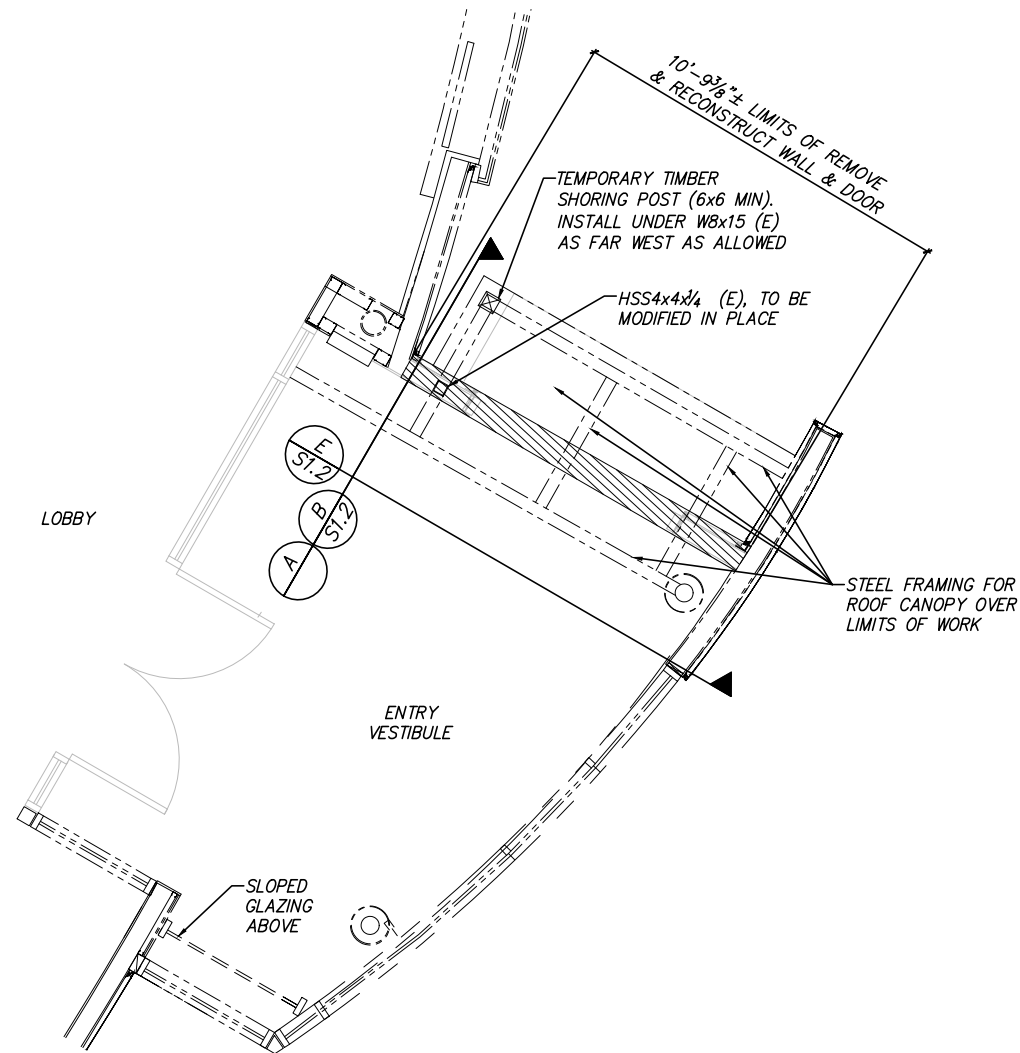 10'-9⅜"± LIMITS OF REMOVE
& RECONSTRUCT WALL & DOOR
TEMPORARY TIMBER
SHORING POST (6x6 MIN).
INSTALL UNDER W8x15 (E)
AS FAR WEST AS ALLOWED
HSS4x4x¼ (E), TO BE
MODIFIED IN PLACE
E
S1.2
B
S1.2
A
LOBBY
STEEL FRAMING FOR
ROOF CANOPY OVER
LIMITS OF WORK
ENTRY
VESTIBULE
SLOPED
GLAZING
ABOVE